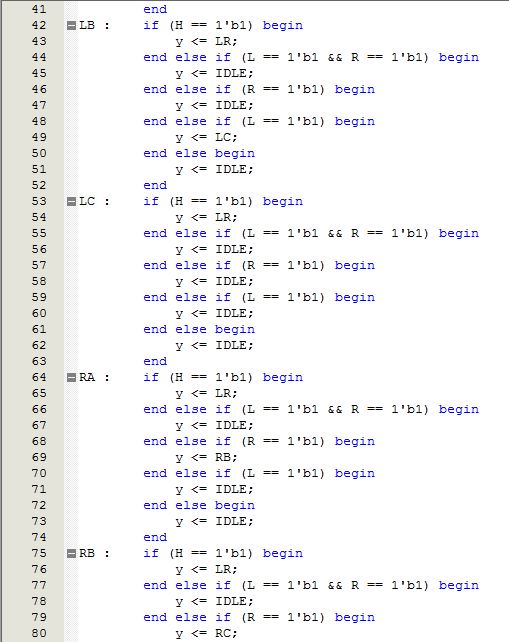 41 end
42 LB : if (H == 1'b1) begin
43 y <= LR;
44 end else if (L == 1'b1 && R == 1'b1) begin
45 y <= IDLE;
46 end else if (R == 1'b1) begin
47 y <= IDLE;
48 end else if (L == 1'b1) begin
49 y <= LC;
50 end else begin
51 y <= IDLE;
52 end
53 LC : if (H == 1'b1) begin
54 y <= LR;
55 end else if (L == 1'b1 && R == 1'b1) begin
56 y <= IDLE;
57 end else if (R == 1'b1) begin
58 y <= IDLE;
59 end else if (L == 1'b1) begin
60 y <= IDLE;
61 end else begin
62 y <= IDLE;
63 end
64 RA : if (H == 1'b1) begin
65 y <= LR;
66 end else if (L == 1'b1 && R == 1'b1) begin
67 y <= IDLE;
68 end else if (R == 1'b1) begin
69 y <= RB;
70 end else if (L == 1'b1) begin
71 y <= IDLE;
72 end else begin
73 y <= IDLE;
74 end
75 RB : if (H == 1'b1) begin
76 y <= LR;
77 end else if (L == 1'b1 && R == 1'b1) begin
78 y <= IDLE;
79 end else if (R == 1'b1) begin
80 y <= RC;